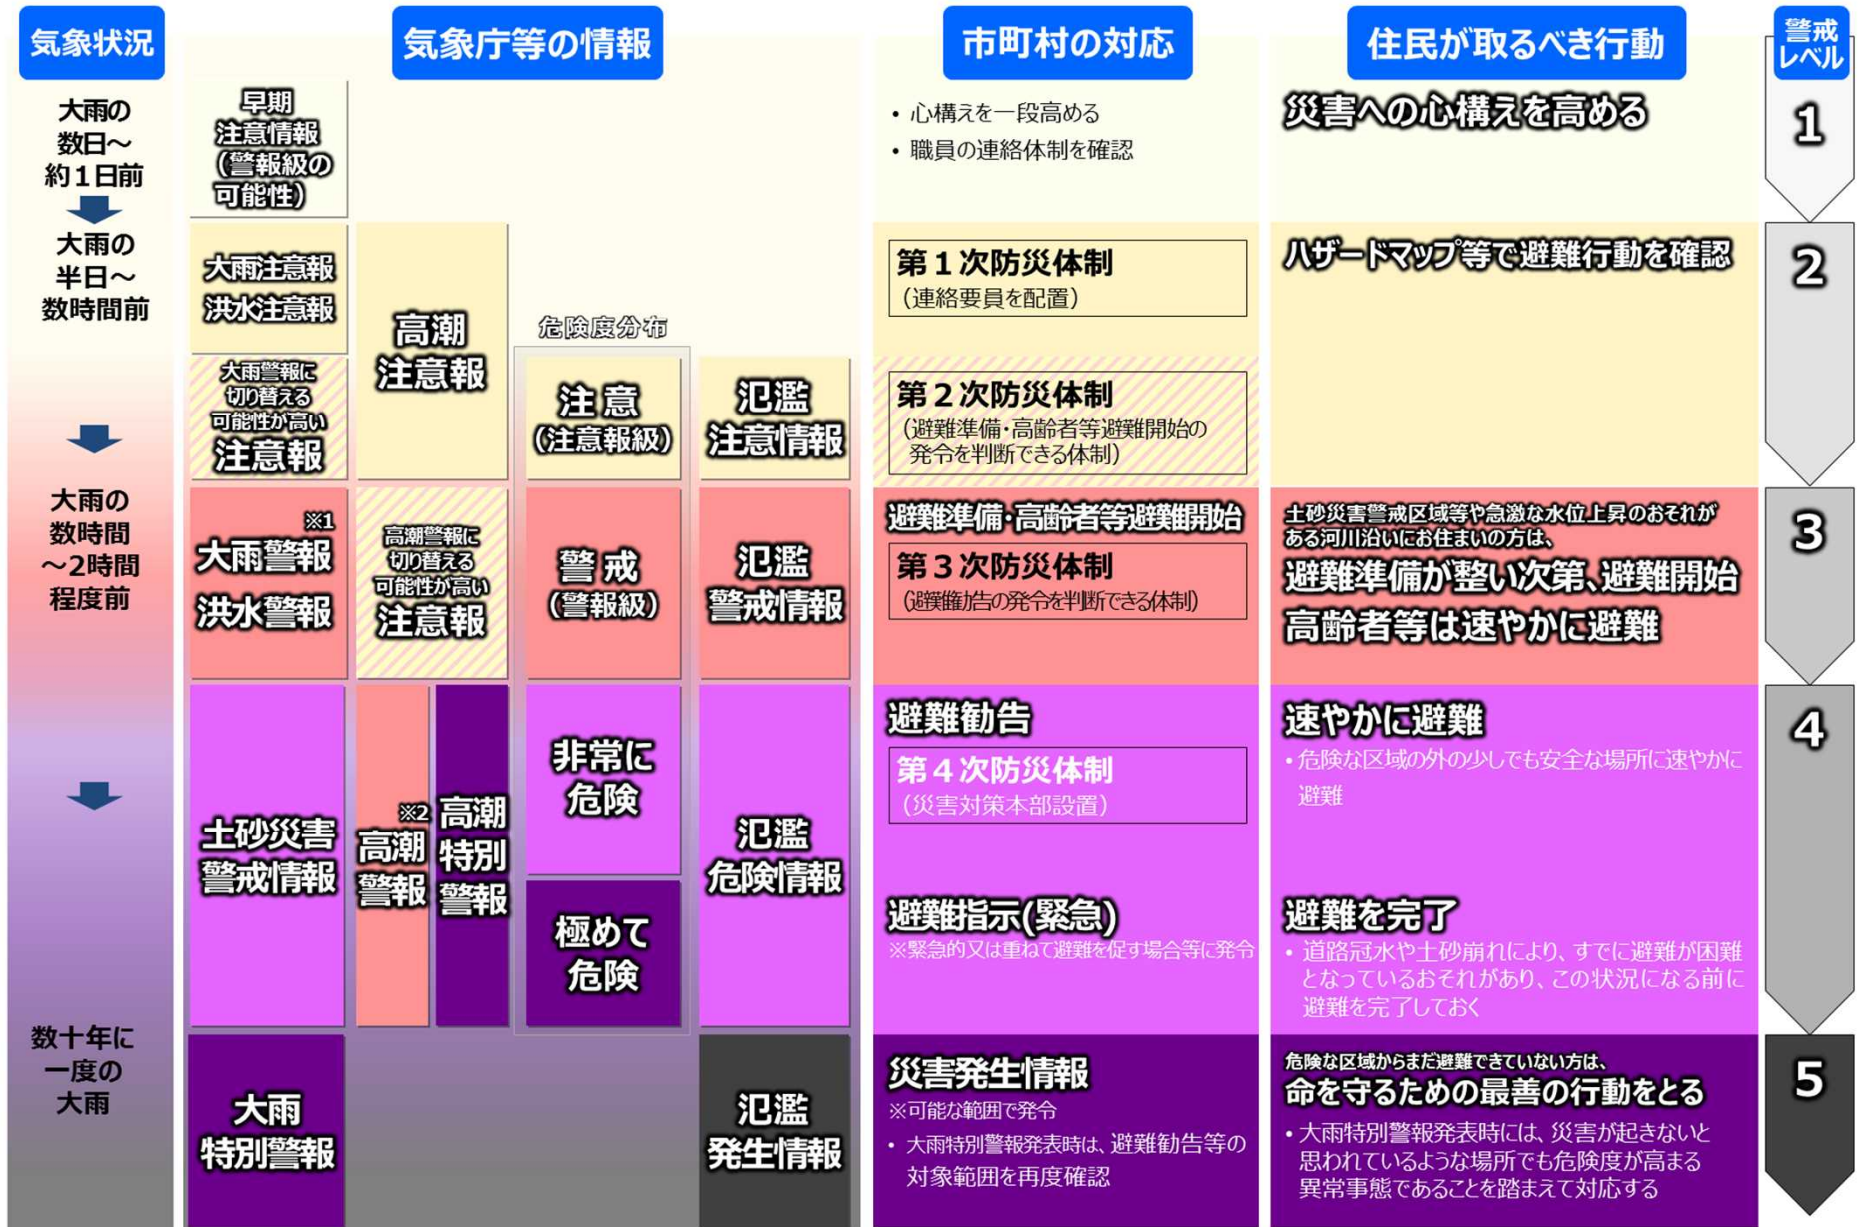 気象状況
気象庁等の情報
市町村の対応
住民が取るべき行動
警戒
レベル
大雨の
数日～
約１日前
早期
注意情報
（警報級の
可能性）
• 心構えを一段高める
• 職員の連絡体制を確認
災害への心構えを高める
1
大雨の
半日～
数時間前
大雨注意報
洪水注意報
高潮
注意報
第１次防災体制
（連絡要員を配置）
ハザードマップ等で避難行動を確認
2
危険度分布
大雨警報に
切り替える
可能性が高い
注意報
注意
（注意報級）
氾濫
注意情報
第２次防災体制
（避難準備・高齢者等避難開始の
発令を判断できる体制）
大雨の
数時間
～2時間
程度前
※1
大雨警報
洪水警報
高潮警報に
切り替える
可能性が高い
注意報
警戒
（警報級）
氾濫
警戒情報
避難準備・高齢者等避難開始
第３次防災体制
（避難勧告の発令を判断できる体制）
土砂災害警戒区域等や急激な水位上昇のおそれが
ある河川沿いにお住まいの方は、
避難準備が整い次第、避難開始
高齢者等は速やかに避難
3
土砂災害
警戒情報
※2
高潮
警報
高潮
特別
警報
非常に
危険
極めて
危険
氾濫
危険情報
避難勧告
第４次防災体制
（災害対策本部設置）
避難指示(緊急)
※緊急的又は重ねて避難を促す場合等に発令
速やかに避難
• 危険な区域の外の少しでも安全な場所に速やかに
避難
避難を完了
• 道路冠水や土砂崩れにより、すでに避難が困難
となっているおそれがあり、この状況になる前に
避難を完了しておく
4
数十年に
一度の
大雨
大雨
特別警報
氾濫
発生情報
災害発生情報
※可能な範囲で発令
• 大雨特別警報発表時は、避難勧告等の
対象範囲を再度確認
危険な区域からまだ避難できていない方は、
命を守るための最善の行動をとる
• 大雨特別警報発表時には、災害が起きないと
思われているような場所でも危険度が高まる
異常事態であることを踏まえて対応する
5